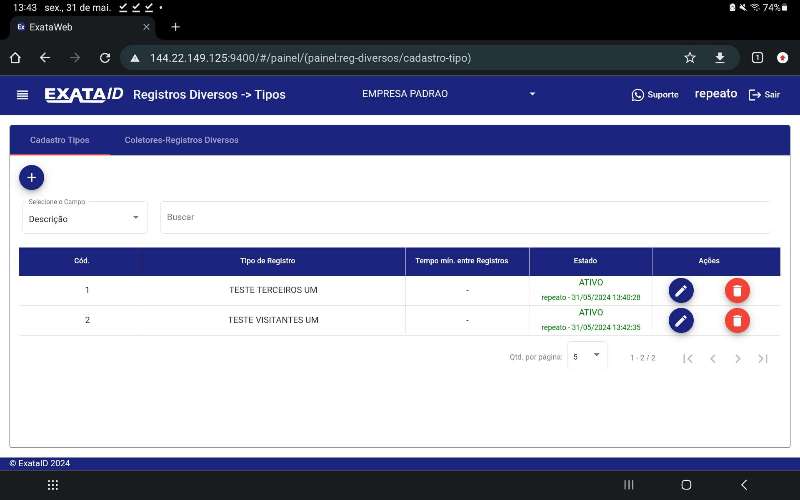 13:43 sex., 31 de mai.
74%
Ex ExataWeb
144.22.149.125:9400/#/painel/(painel:reg-diversos/cadastro-tipo)
1
EXATAID Registros Diversos -> Tipos EMPRESA PADRAO Suporte repeato Sair
Cadastro Tipos Coletores-Registros Diversos
+
Selecione o Campo
Descrição
Buscar
Cód. Tipo de Registro Tempo mín. entre Registros Estado Ações
1 TESTE TERCEIROS UM - ATIVO
repeato - 31/05/2024 13:40:28
2 TESTE VISITANTES UM - ATIVO
repeato - 31/05/2024 13:42:35
Qtd. por página: 5 1 - 2 / 2
© ExataID 2024